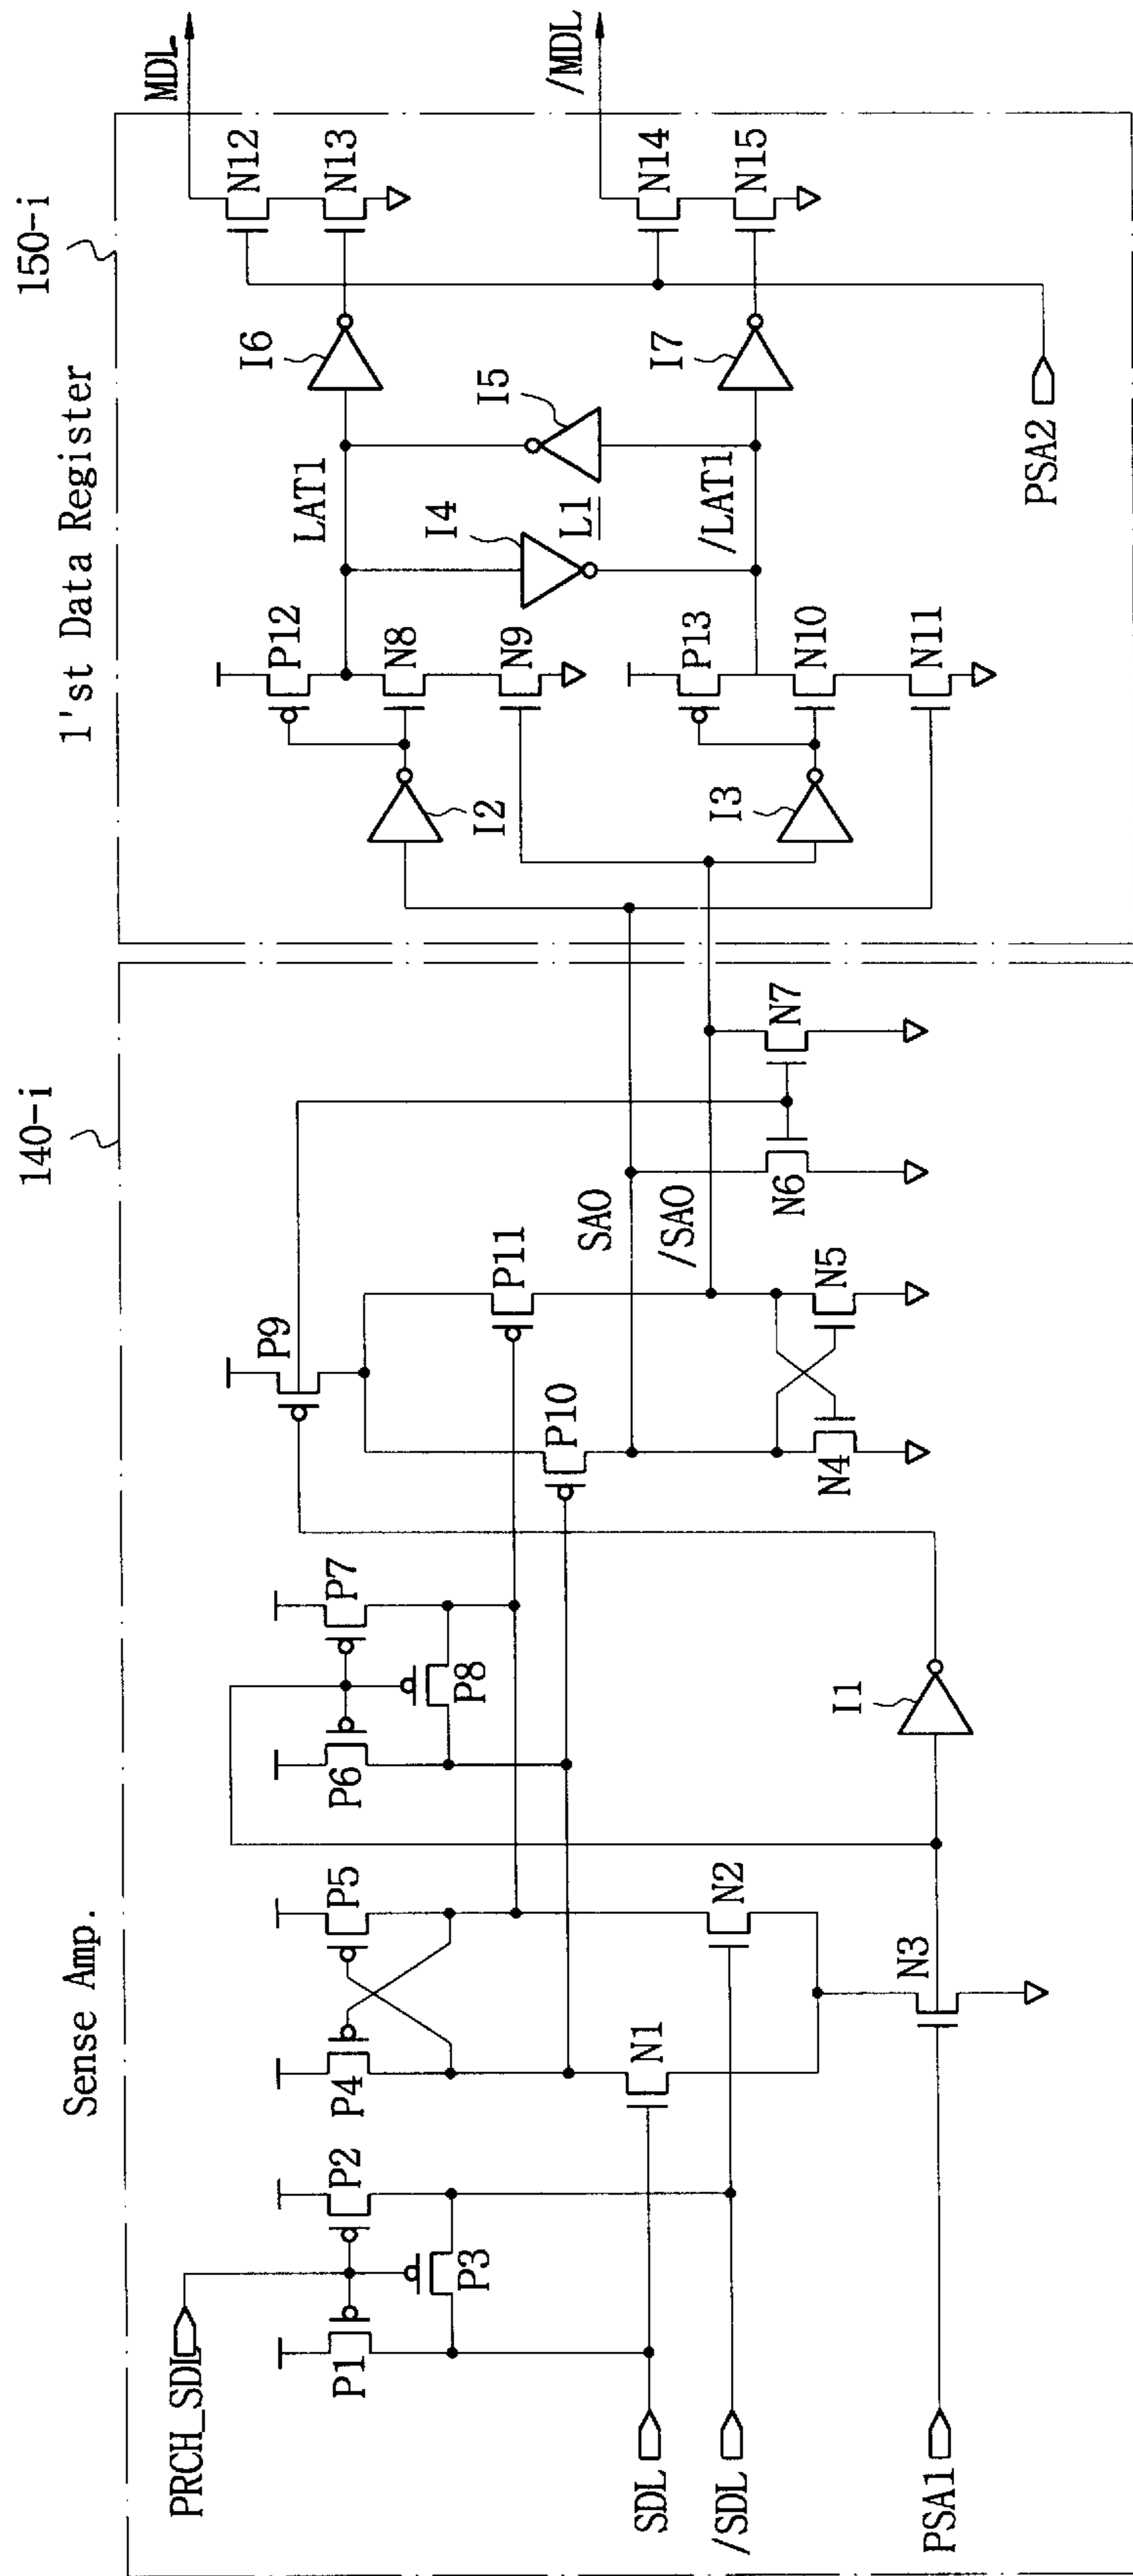 Sense Amp.
140-i
1'st Data Register
150-i
PRCH_SDL
P1
P2
P3
P4
P5
P6
P7
P8
P9
P10
P11
SDL
/SDL
PSA1
N1
N2
N3
I1
N4
N5
SAO
/SAO
N6
N7
I2
I3
P12
N8
N9
P13
N10
N11
LAT1
/LAT1
I4
I5
L1
I6
I7
N12
N13
N14
N15
MDL
/MDL
PSA2